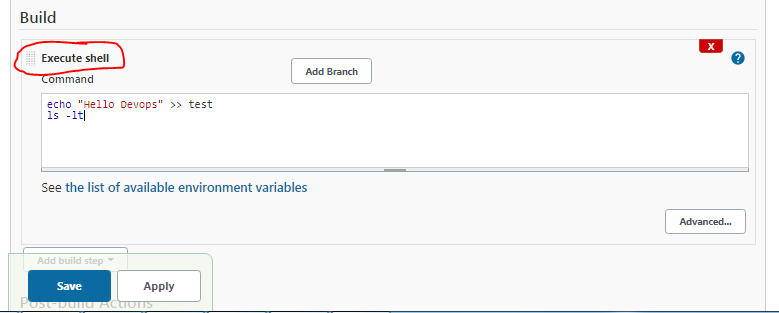 Build
X
Execute shell
Command
Add Branch
echo "Hello Devops" >> test
ls -lt
See the list of available environment variables
Advanced...
Add build step
Save
Apply
Post-build Actions